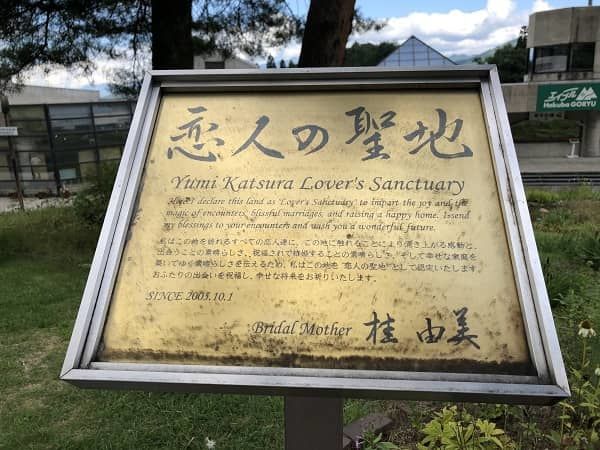 恋人の聖地
Yumi Katsura Lover's Sanctuary
declare this land as 'Lover's Sanctuary' to impart the joy and the
magic of encounters, blissful marriages, and raising a happy home. I send
my blessings to your encounters and wish you a wonderful future.
私はこの地を訪れるすべての恋人達に、この地に触れることにより湧き上がる感動と、
出会うことの素晴らしさ、祝福されて結婚することの素晴らしさ、そして幸せな家庭を
築いてゆく素晴らしさを伝えるため、私はこの地を"恋人の聖地"として認定いたします。
おふたりの出会いを祝福し、幸せな将来をお祈りいたします。
SINCE 2005.10.1
Bridal Mother 桂 由美
エイブル
Hakuba GORYU